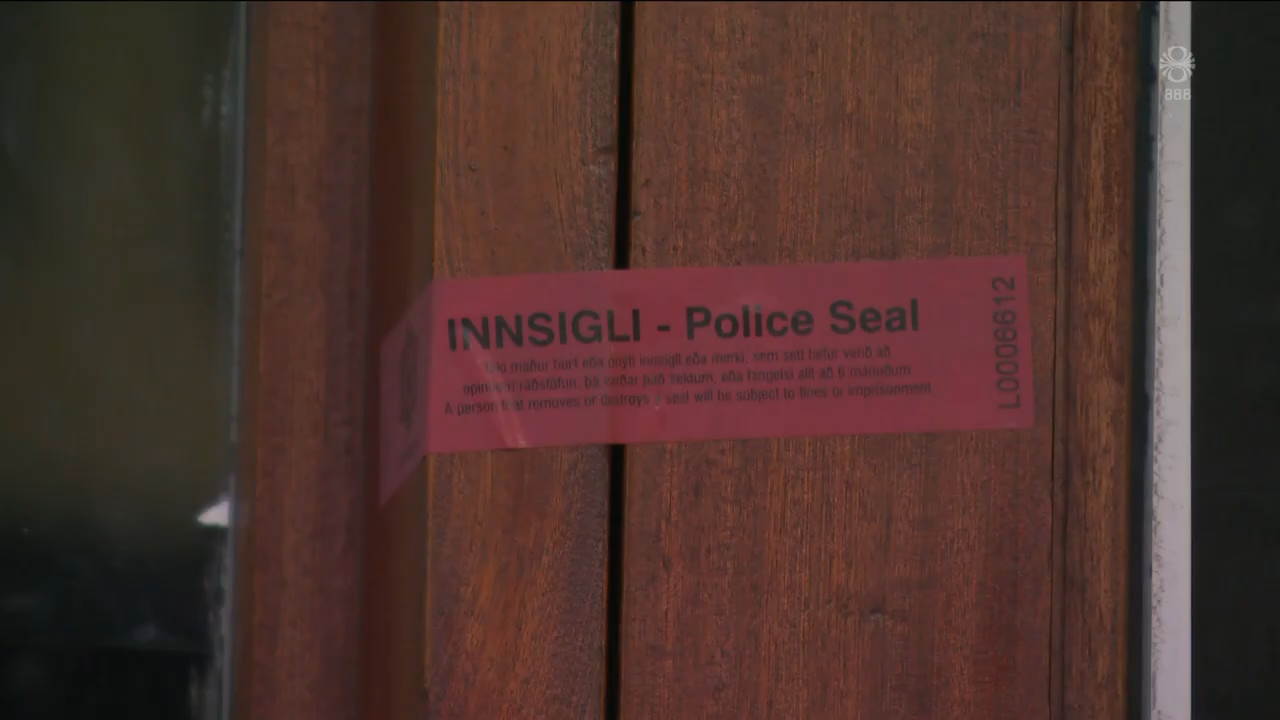 INNSIGLI - Police Seal
maður burt eða ónýti innsigli eða merki, sem sett hefur verið að
opinberri ráðstöfun, þá varðar það sektum, eða fangelsi allt að 6 mánuðum.
A person that removes or destroys a seal will be subject to fines or imprisonment.
L0006612
888